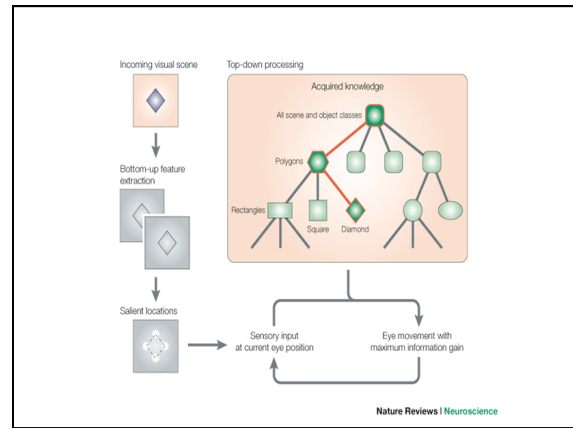 Incoming visual scene
Top-down processing
Acquired knowledge
All scene and object classes
Polygons
Bottom-up feature
extraction
Rectangles
Square
Diamond
Salient locations
Sensory input
at current eye position
Eye movement with
maximum information gain
Nature Reviews | Neuroscience